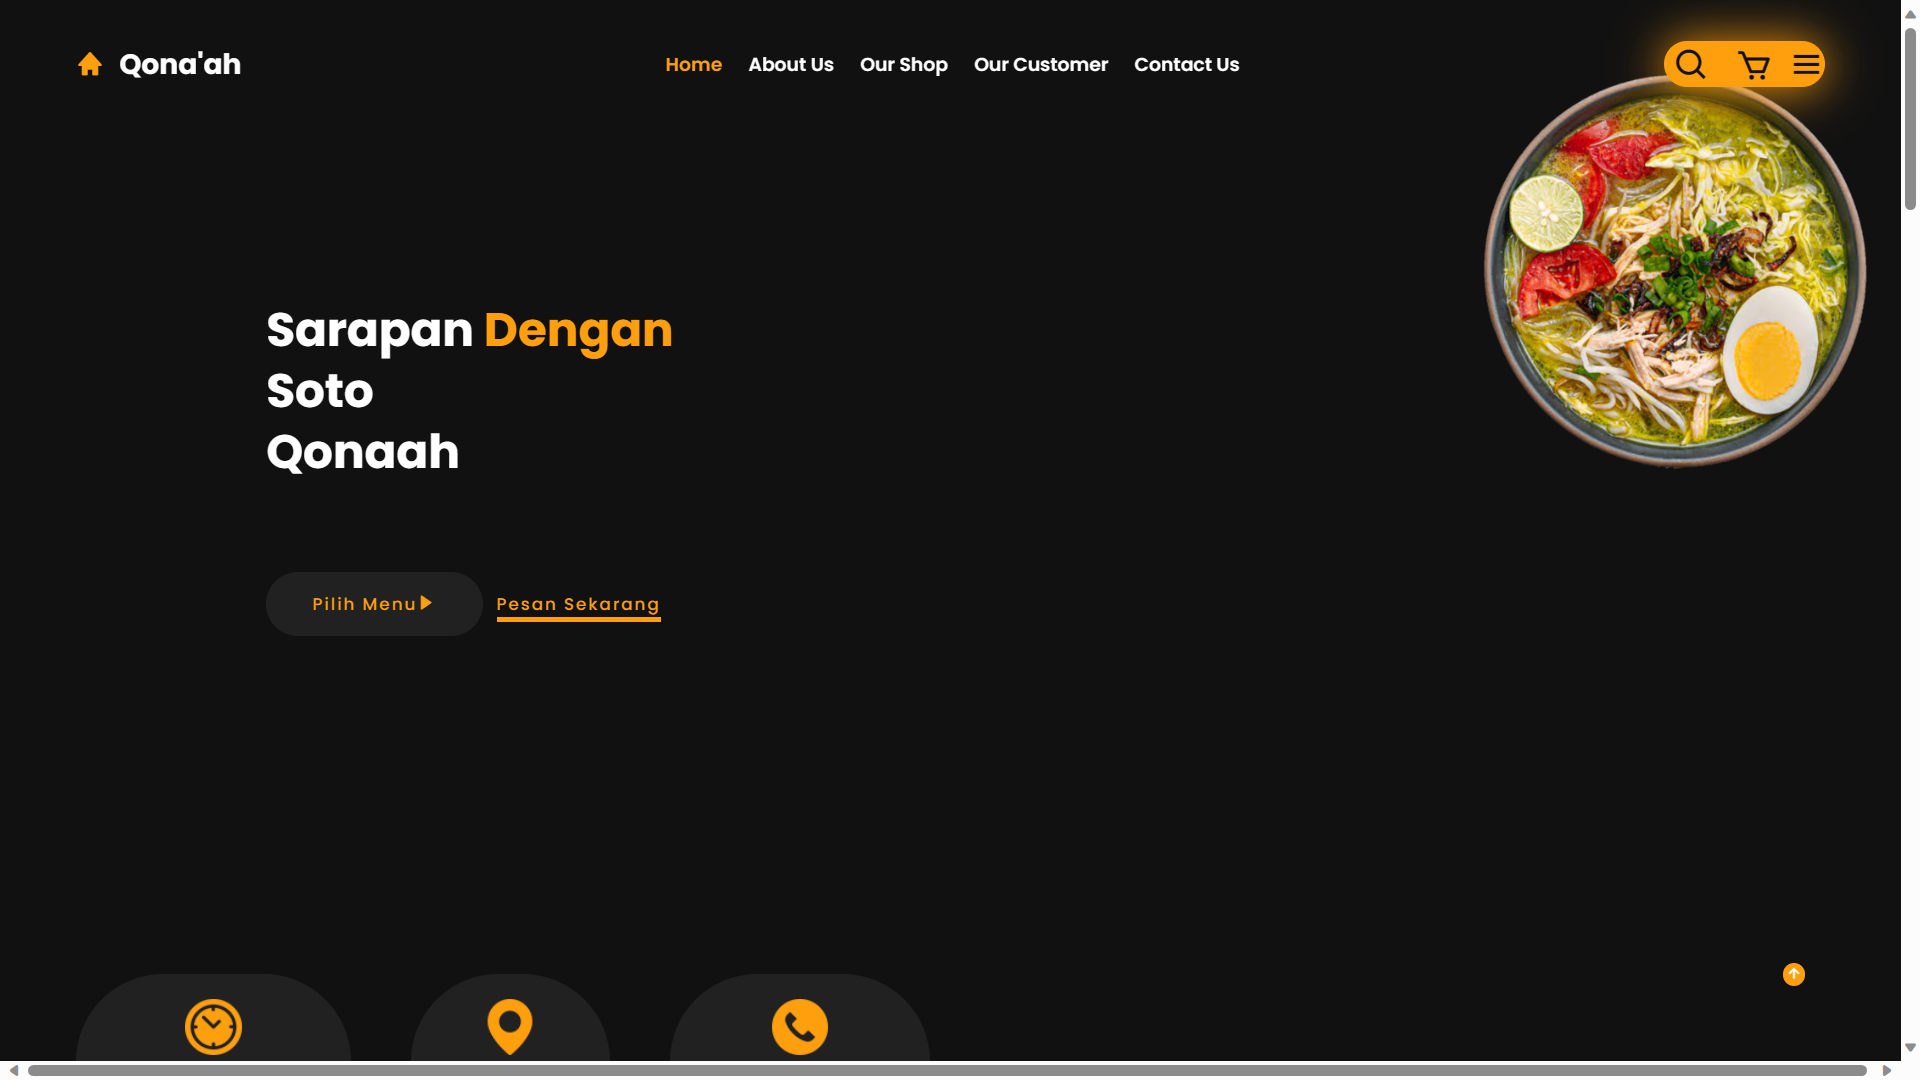 Qona'ah
Home About Us Our Shop Our Customer Contact Us
Sarapan Dengan
Soto
Qonaah
Pilih Menu
Pesan Sekarang